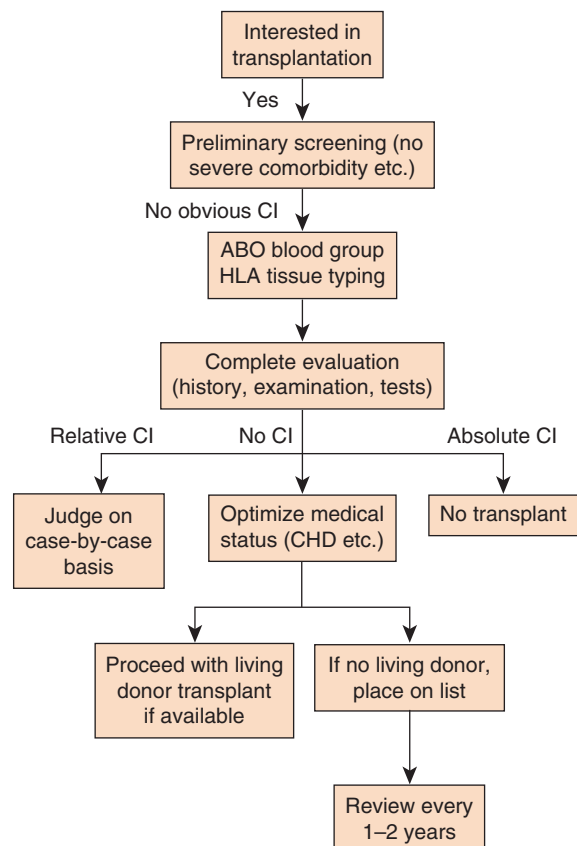 Interested in
transplantation
Yes
Preliminary screening (no
severe comorbidity etc.)
No obvious CI
ABO blood group
HLA tissue typing
Complete evaluation
(history, examination, tests)
Relative CI
No CI
Absolute CI
Judge on
case-by-case
basis
Optimize medical
status (CHD etc.)
No transplant
Proceed with living
donor transplant
if available
If no living donor,
place on list
Review every
1–2 years